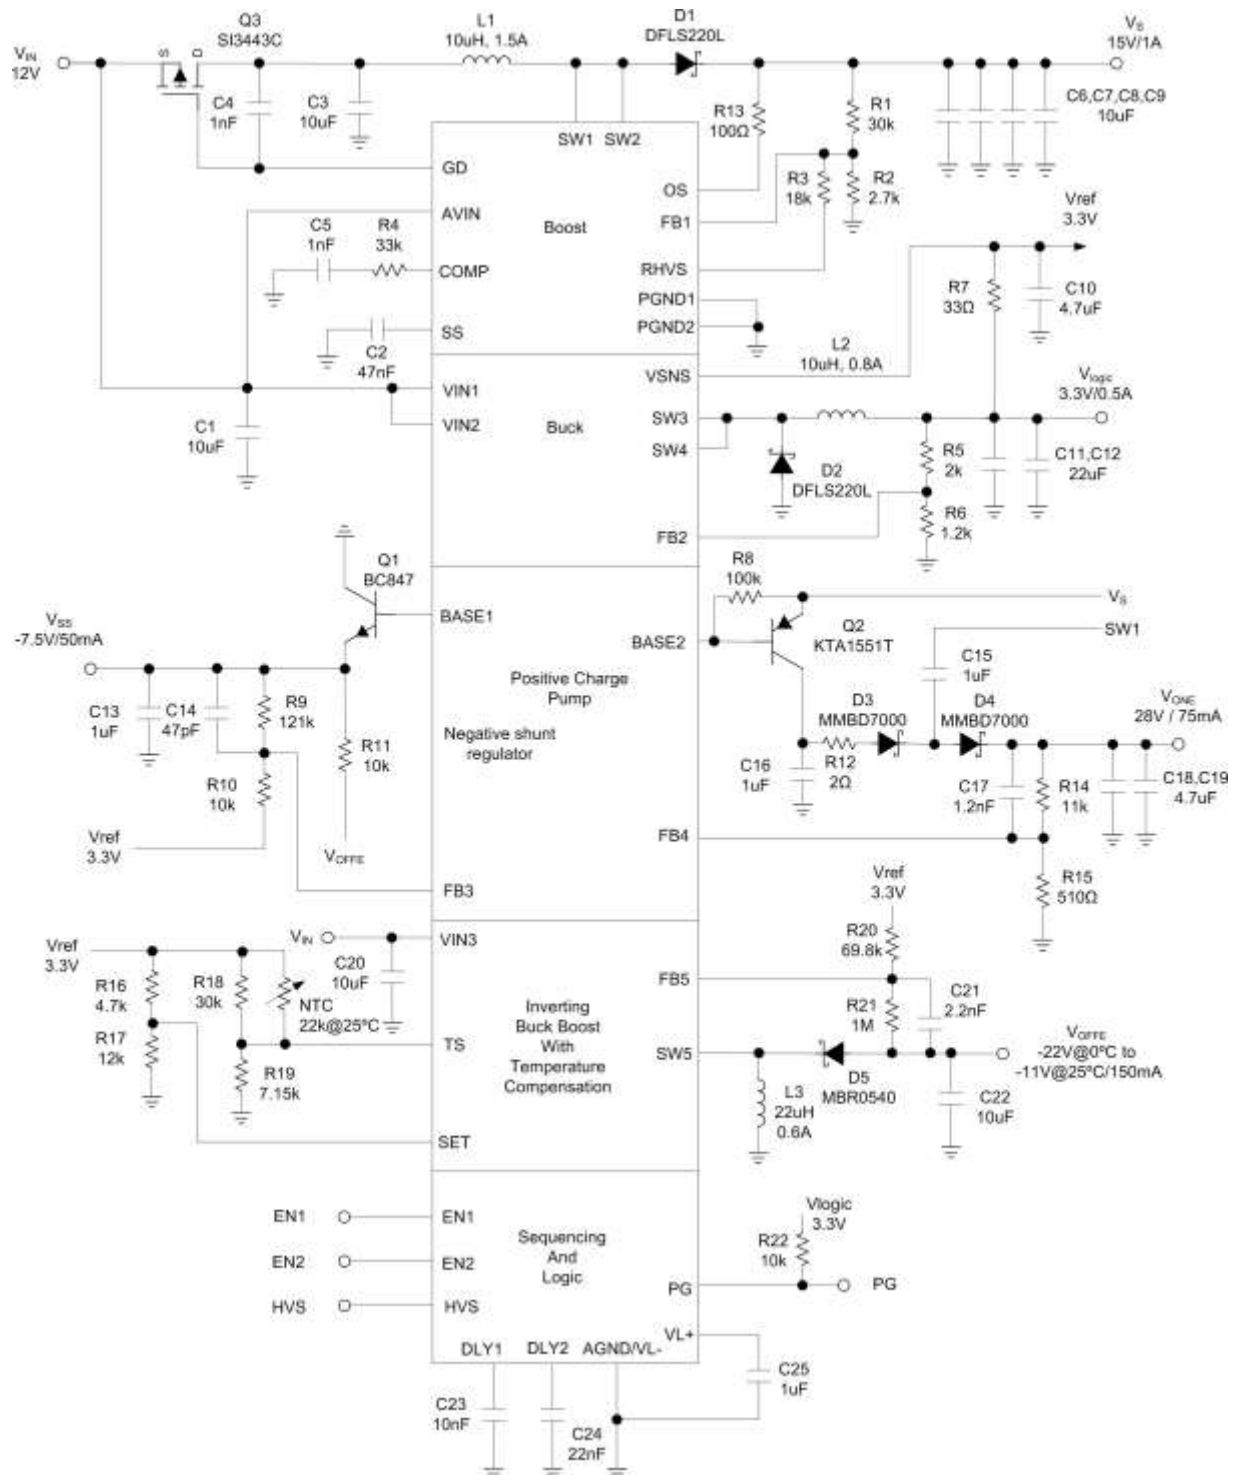 Q3
SI3443C
L1
10uH, 1.5A
D1
DFLS220L
VS
15V/1A
VIN
12V
S
D
C4
1nF
C3
10uF
R13
100Ω
R1
30k
C6,C7,C8,C9
10uF
SW1 SW2
GD
OS
R3
18k
R2
2.7k
Vref
3.3V
AVIN
FB1
C5
1nF
R4
33k
Boost
COMP
RHVS
R7
33Ω
C10
4.7uF
PGND1
SS
PGND2
C2
47nF
L2
10uH, 0.8A
VSNS
Vlogic
3.3V/0.5A
VIN1
VIN2
C1
10uF
Buck
SW3
SW4
D2
DFLS220L
R5
2k
C11,C12
22uF
R6
1.2k
FB2
Q1
BC847
R8
100k
BASE1
VS
VSS
-7.5V/50mA
BASE2
Q2
KTA1551T
SW1
C15
1uF
Positive Charge
Pump
C13
1uF
C14
47pF
R9
121k
R11
10k
Negative shunt
regulator
D3
MMBD7000
D4
MMBD7000
VONE
28V / 75mA
C16
1uF
R12
2Ω
C17
1.2nF
R14
11k
C18,C19
4.7uF
R10
10k
Vref
3.3V
VOFFE
FB4
FB3
Vref
3.3V
R15
510Ω
Vref
3.3V
VIN
VIN3
R20
69.8k
R16
4.7k
R18
30k
C20
10uF
NTC
22k@25ºC
FB5
R21
1M
C21
2.2nF
Inverting
Buck Boost
With
Temperature
Compensation
R17
12k
TS
SW5
VOFFE
-22V@0ºC to
-11V@25ºC/150mA
R19
7.15k
D5
MBR0540
L3
22uH
0.6A
C22
10uF
SET
Vlogic
3.3V
EN1
EN1
Sequencing
And
Logic
R22
10k
EN2
EN2
PG
PG
HVS
HVS
VL+
DLY1 DLY2 AGND/VL-
C25
1uF
C23
10nF
C24
22nF